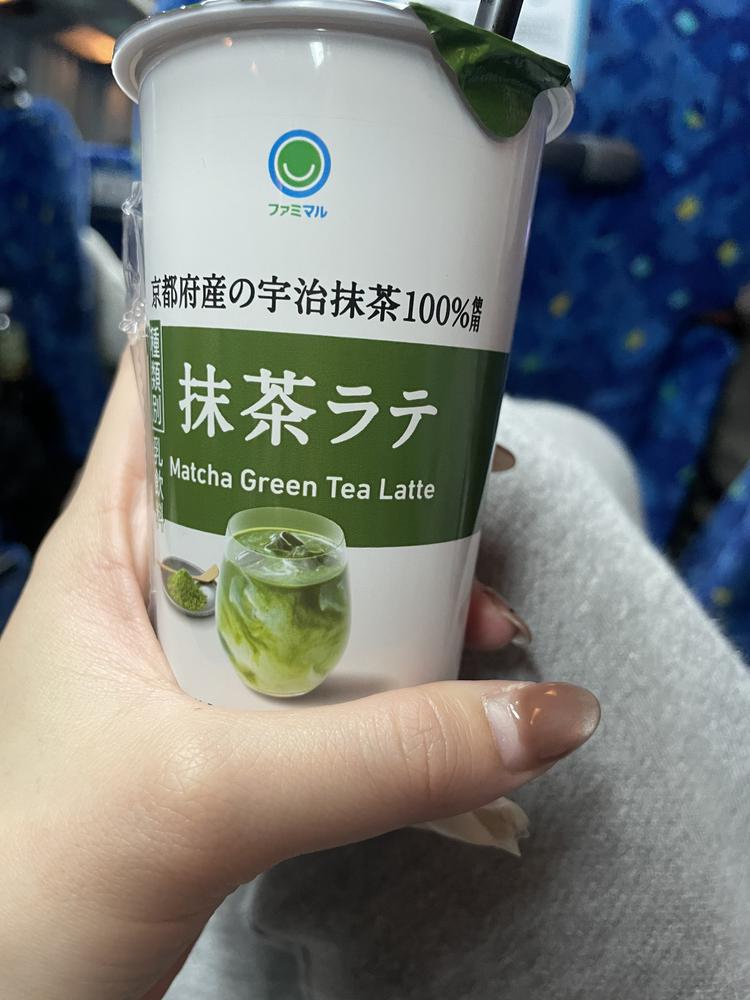 ファミマル
京都府産の宇治抹茶100%使用
種類別 乳飲料
抹茶ラテ
Matcha Green Tea Latte